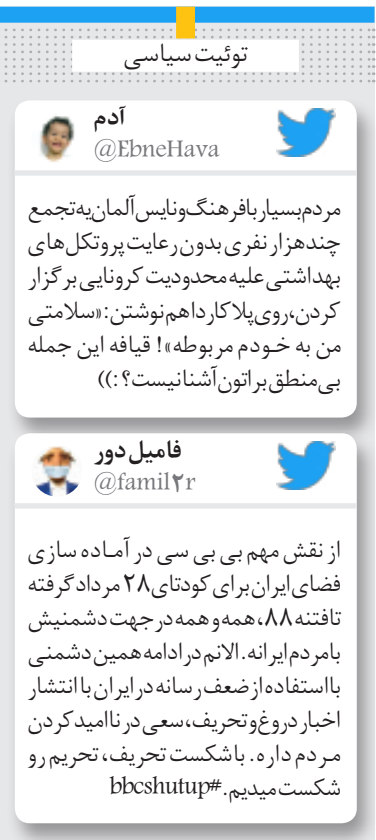 توئیت سیاسی
آدم
@EbneHava
مردم بسیار بافرهنگ و نایس آلمان یه تجمع
چند هزار نفری بدون رعایت پروتکل های
بهداشتی علیه محدودیت کرونایی برگزار
کردن، روی پلاکاردا هم نوشتن: «سلامتی
من به خودم مربوطه»! قیافه این جمله
بی‌منطق براتون آشنا نیست؟ :))
فامیل دور
@famil۲r
از نقش مهم بی بی سی در آماده سازی
فضای ایران برای کودتای ۲۸ مرداد گرفته
تا فتنه ۸۸، همه و همه در جهت دشمنیش
با مردم ایرانه. الانم در ادامه همین دشمنی
با استفاده از ضعف رسانه در ایران با انتشار
اخبار دروغ و تحریف، سعی در ناامید کردن
مردم داره. با شکست تحریف، تحریم رو
شکست میدیم. #bbcshutup